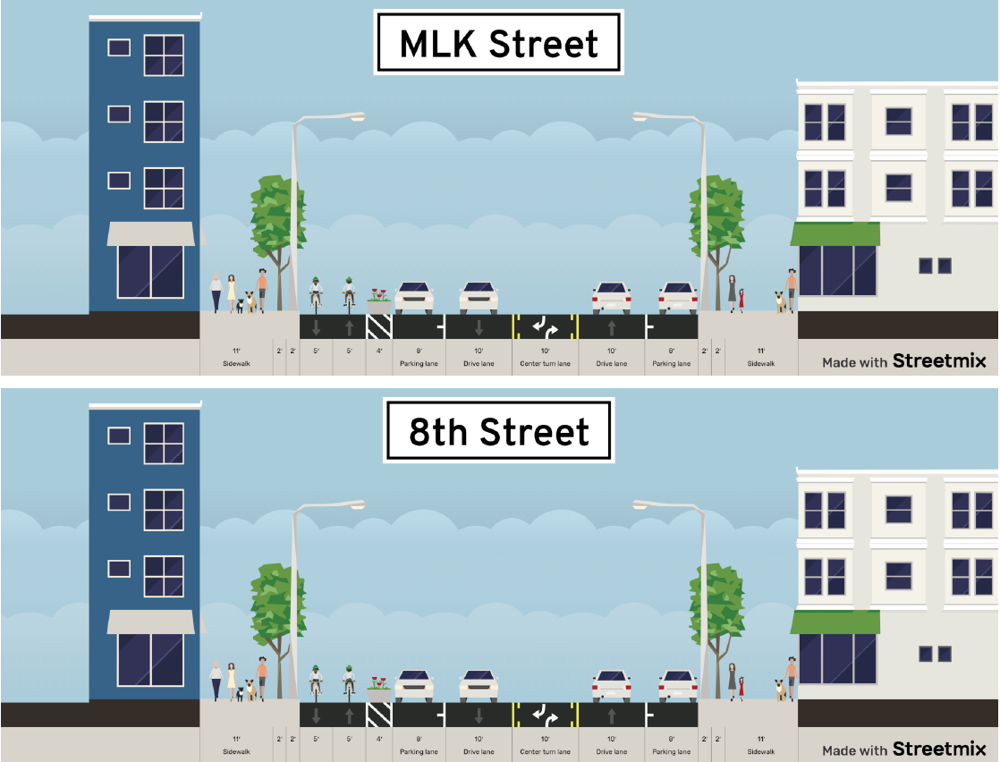 MLK Street
11' 2' 2' 5' 5' 4' 8' 10' 10' 10' 8' 2' 2' 11'
Sidewalk Parking lane Drive lane Center turn lane Drive lane Parking lane Sidewalk
Made with Streetmix
8th Street
11' 2' 2' 5' 5' 4' 8' 10' 10' 10' 8' 2' 2' 11'
Sidewalk Parking lane Drive lane Center turn lane Drive lane Parking lane Sidewalk
Made with Streetmix